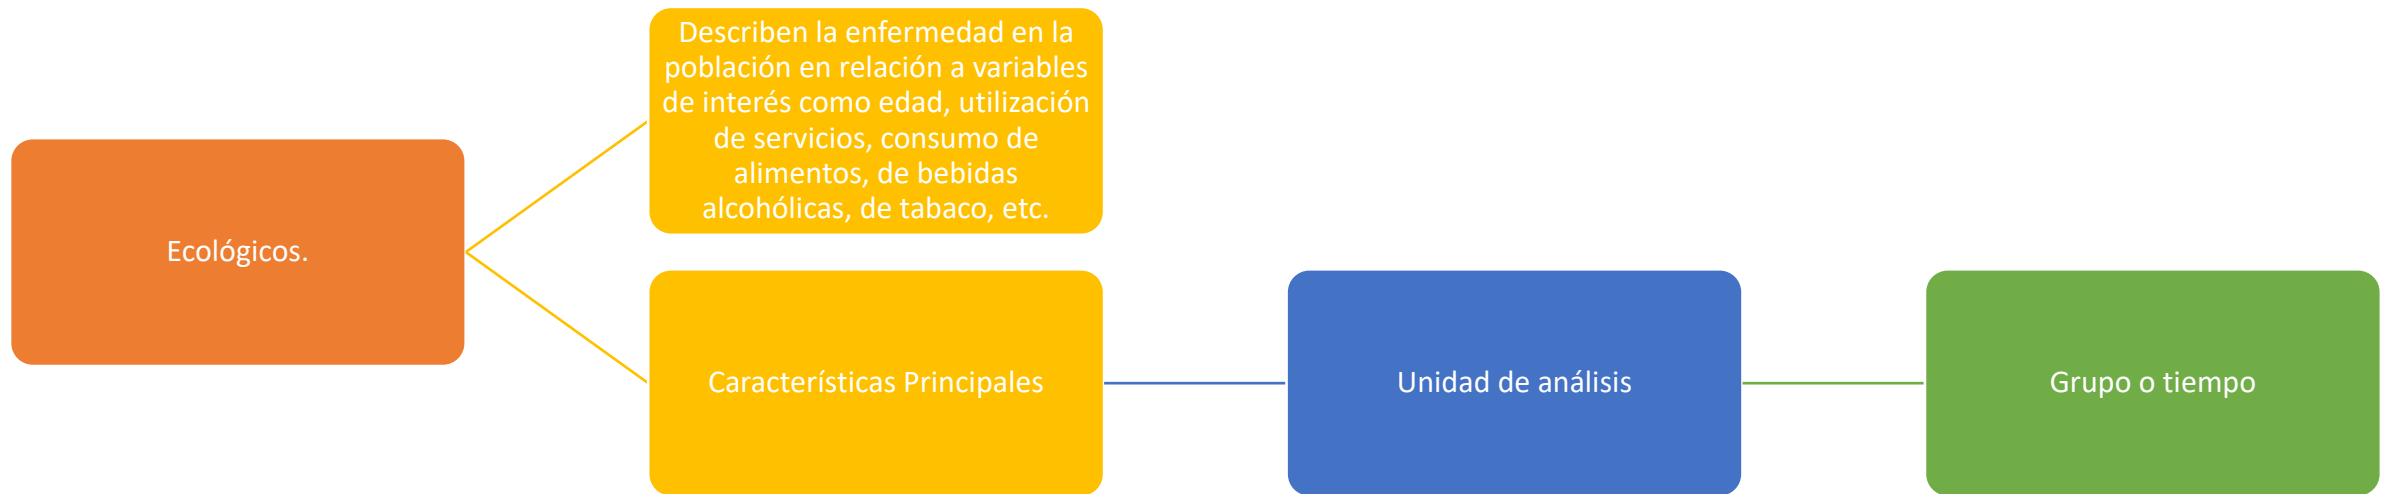 Describen la enfermedad en la
población en relación a variables
de interés como edad, utilización
de servicios, consumo de
alimentos, de bebidas
alcohólicas, de tabaco, etc.
Ecológicos.
Características Principales
Unidad de análisis
Grupo o tiempo